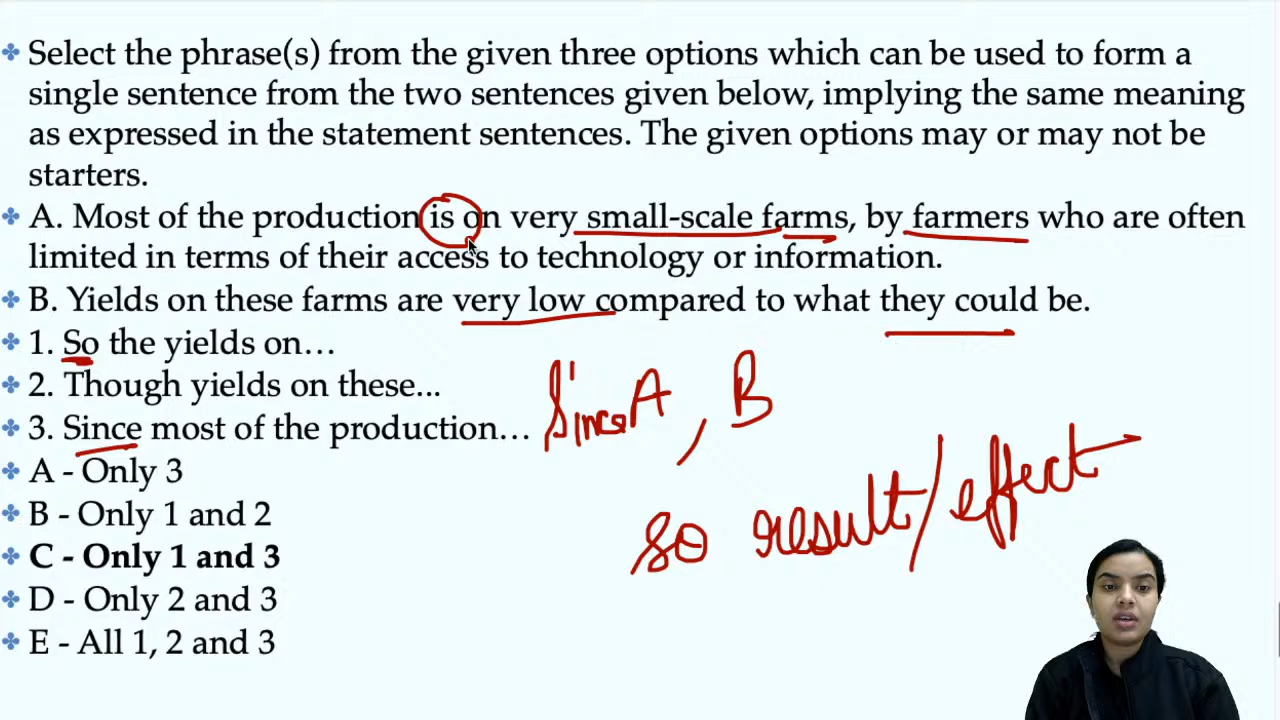 Select the phrase(s) from the given three options which can be used to form a
single sentence from the two sentences given below, implying the same meaning
as expressed in the statement sentences. The given options may or may not be
starters.
A. Most of the production is on very small-scale farms, by farmers who are often
limited in terms of their access to technology or information.
B. Yields on these farms are very low compared to what they could be.
1. So the yields on…
2. Though yields on these...
3. Since most of the production…
Since A , B
A - Only 3
B - Only 1 and 2
so result/effect
C - Only 1 and 3
D - Only 2 and 3
E - All 1, 2 and 3